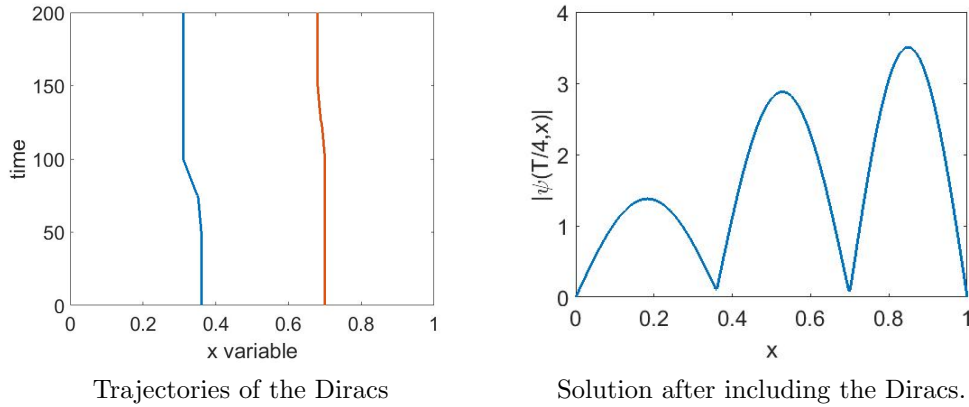 200
150
100
50
0
time
0 0.2 0.4 0.6 0.8 1
x variable
Trajectories of the Diracs
4
3
2
1
0
|ψ(T/4,x)|
0 0.2 0.4 0.6 0.8 1
x
Solution after including the Diracs.